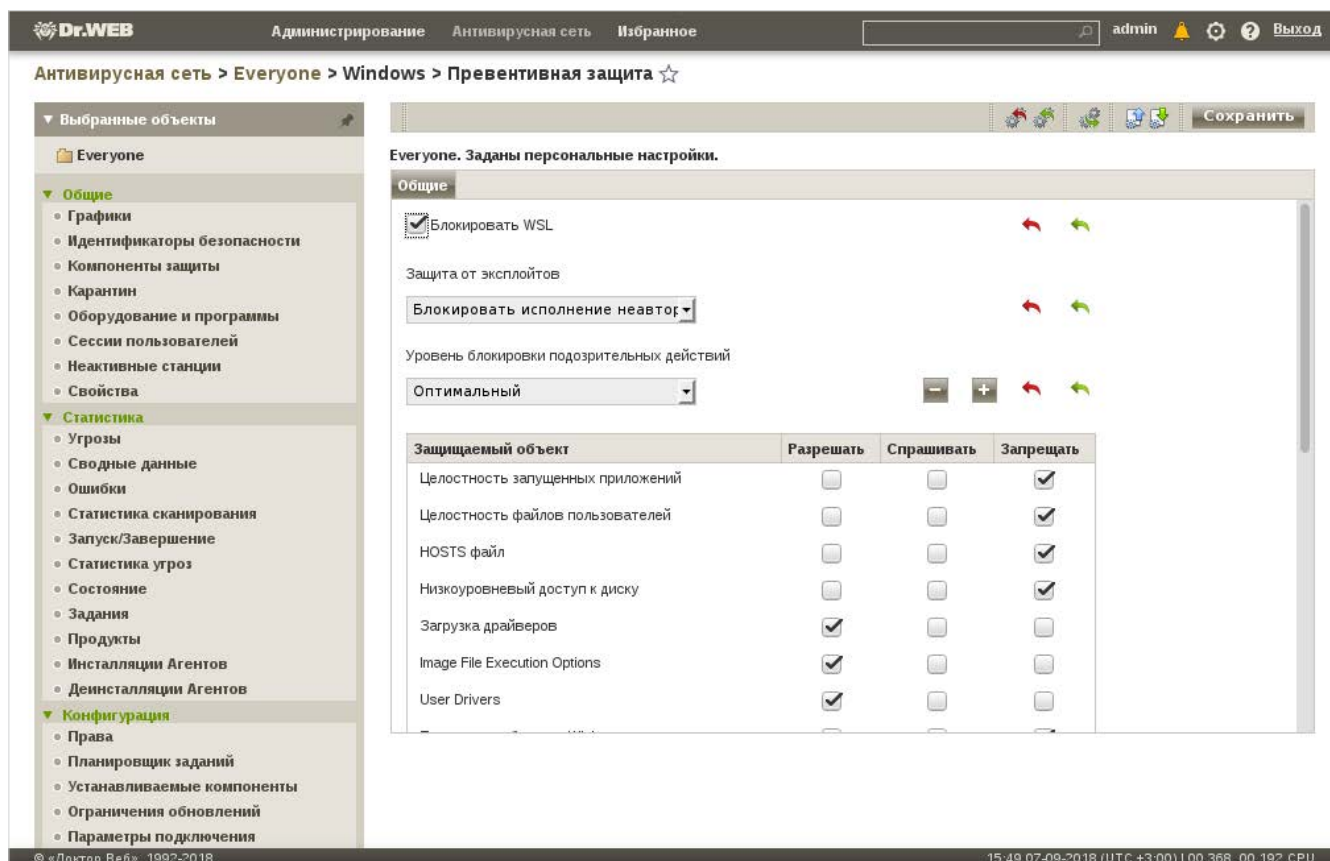 Dr.WEB
Администрирование Антивирусная сеть Избранное
admin
Выход
Антивирусная сеть > Everyone > Windows > Превентивная защита
Выбранные объекты
Everyone
Общие
Графики
Идентификаторы безопасности
Компоненты защиты
Карантин
Оборудование и программы
Сессии пользователей
Неактивные станции
Свойства
Статистика
Угрозы
Сводные данные
Ошибки
Статистика сканирования
Запуск/Завершение
Статистика угроз
Состояние
Задания
Продукты
Инсталляции Агентов
Деинсталляции Агентов
Конфигурация
Права
Планировщик заданий
Устанавливаемые компоненты
Ограничения обновлений
Параметры подключения
Сохранить
Everyone. Заданы персональные настройки.
Общие
Блокировать WSL
Защита от эксплойтов
Блокировать исполнение неавтор
Уровень блокировки подозрительных действий
Оптимальный
Защищаемый объект Разрешать Спрашивать Запрещать
Целостность запущенных приложений
Целостность файлов пользователей
HOSTS файл
Низкоуровневый доступ к диску
Загрузка драйверов
Image File Execution Options
User Drivers
© «Доктор Веб», 1992-2018
15:49 07-09-2018 (UTC +3:00) | 00.368, 00.192 CPU